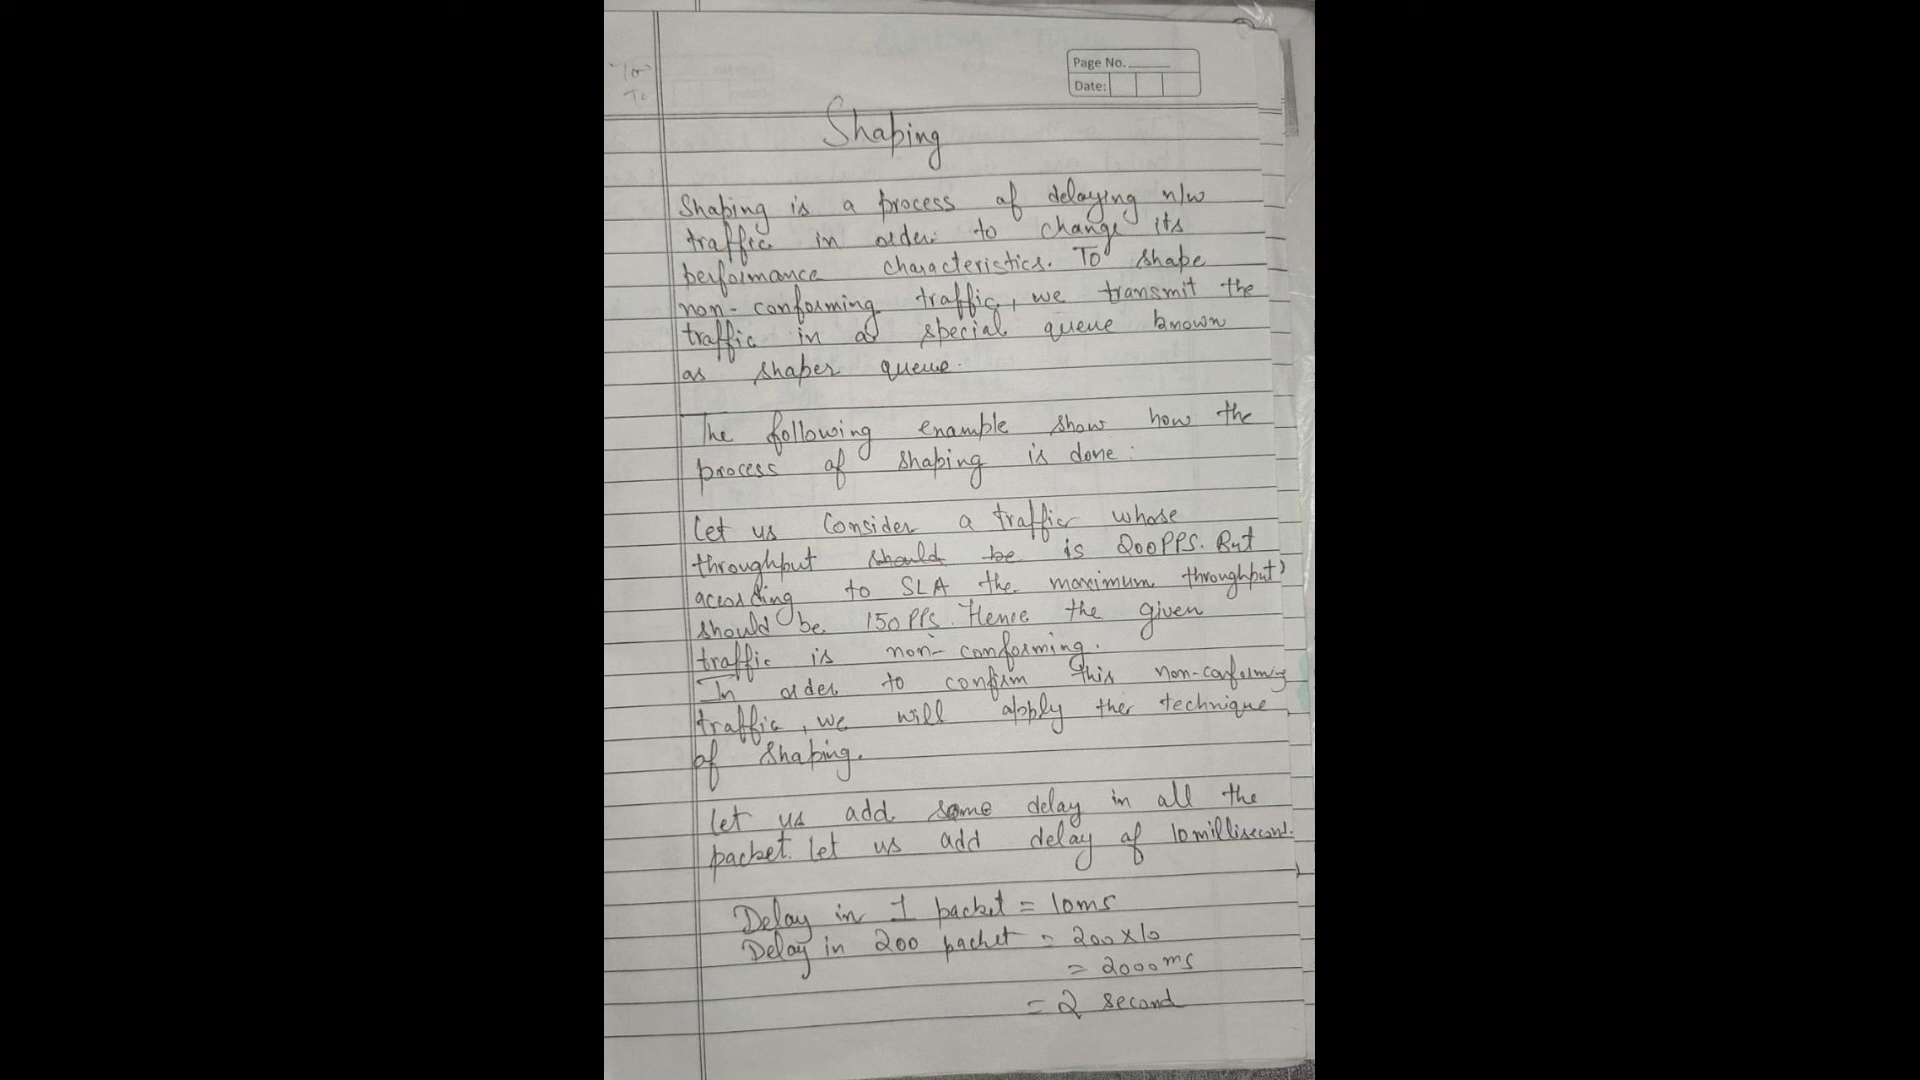 Page No.
Date:
Shaping
Shaping is a process of delaying n/w
traffic in order to change its
performance characteristics. To shape
non-conforming traffic, we transmit the
traffic in a special queue known
as shaper queue.
The following enample show how the
process of shaping is done:
Let us Consider a traffic whose
throughput should be is 200PPS. But
according to SLA the maximum throughput
should be 150PPS. Hence the given
traffic is non-conforming.
In order to confirm this non-conforming
traffic, we will apply the technique
of shaping.
Let us add some delay in all the
packet. Let us add delay of 10 millisecond.
Delay in 1 packet = 10ms
Delay in 200 packet = 200 x 10
= 2000ms
= 2 second